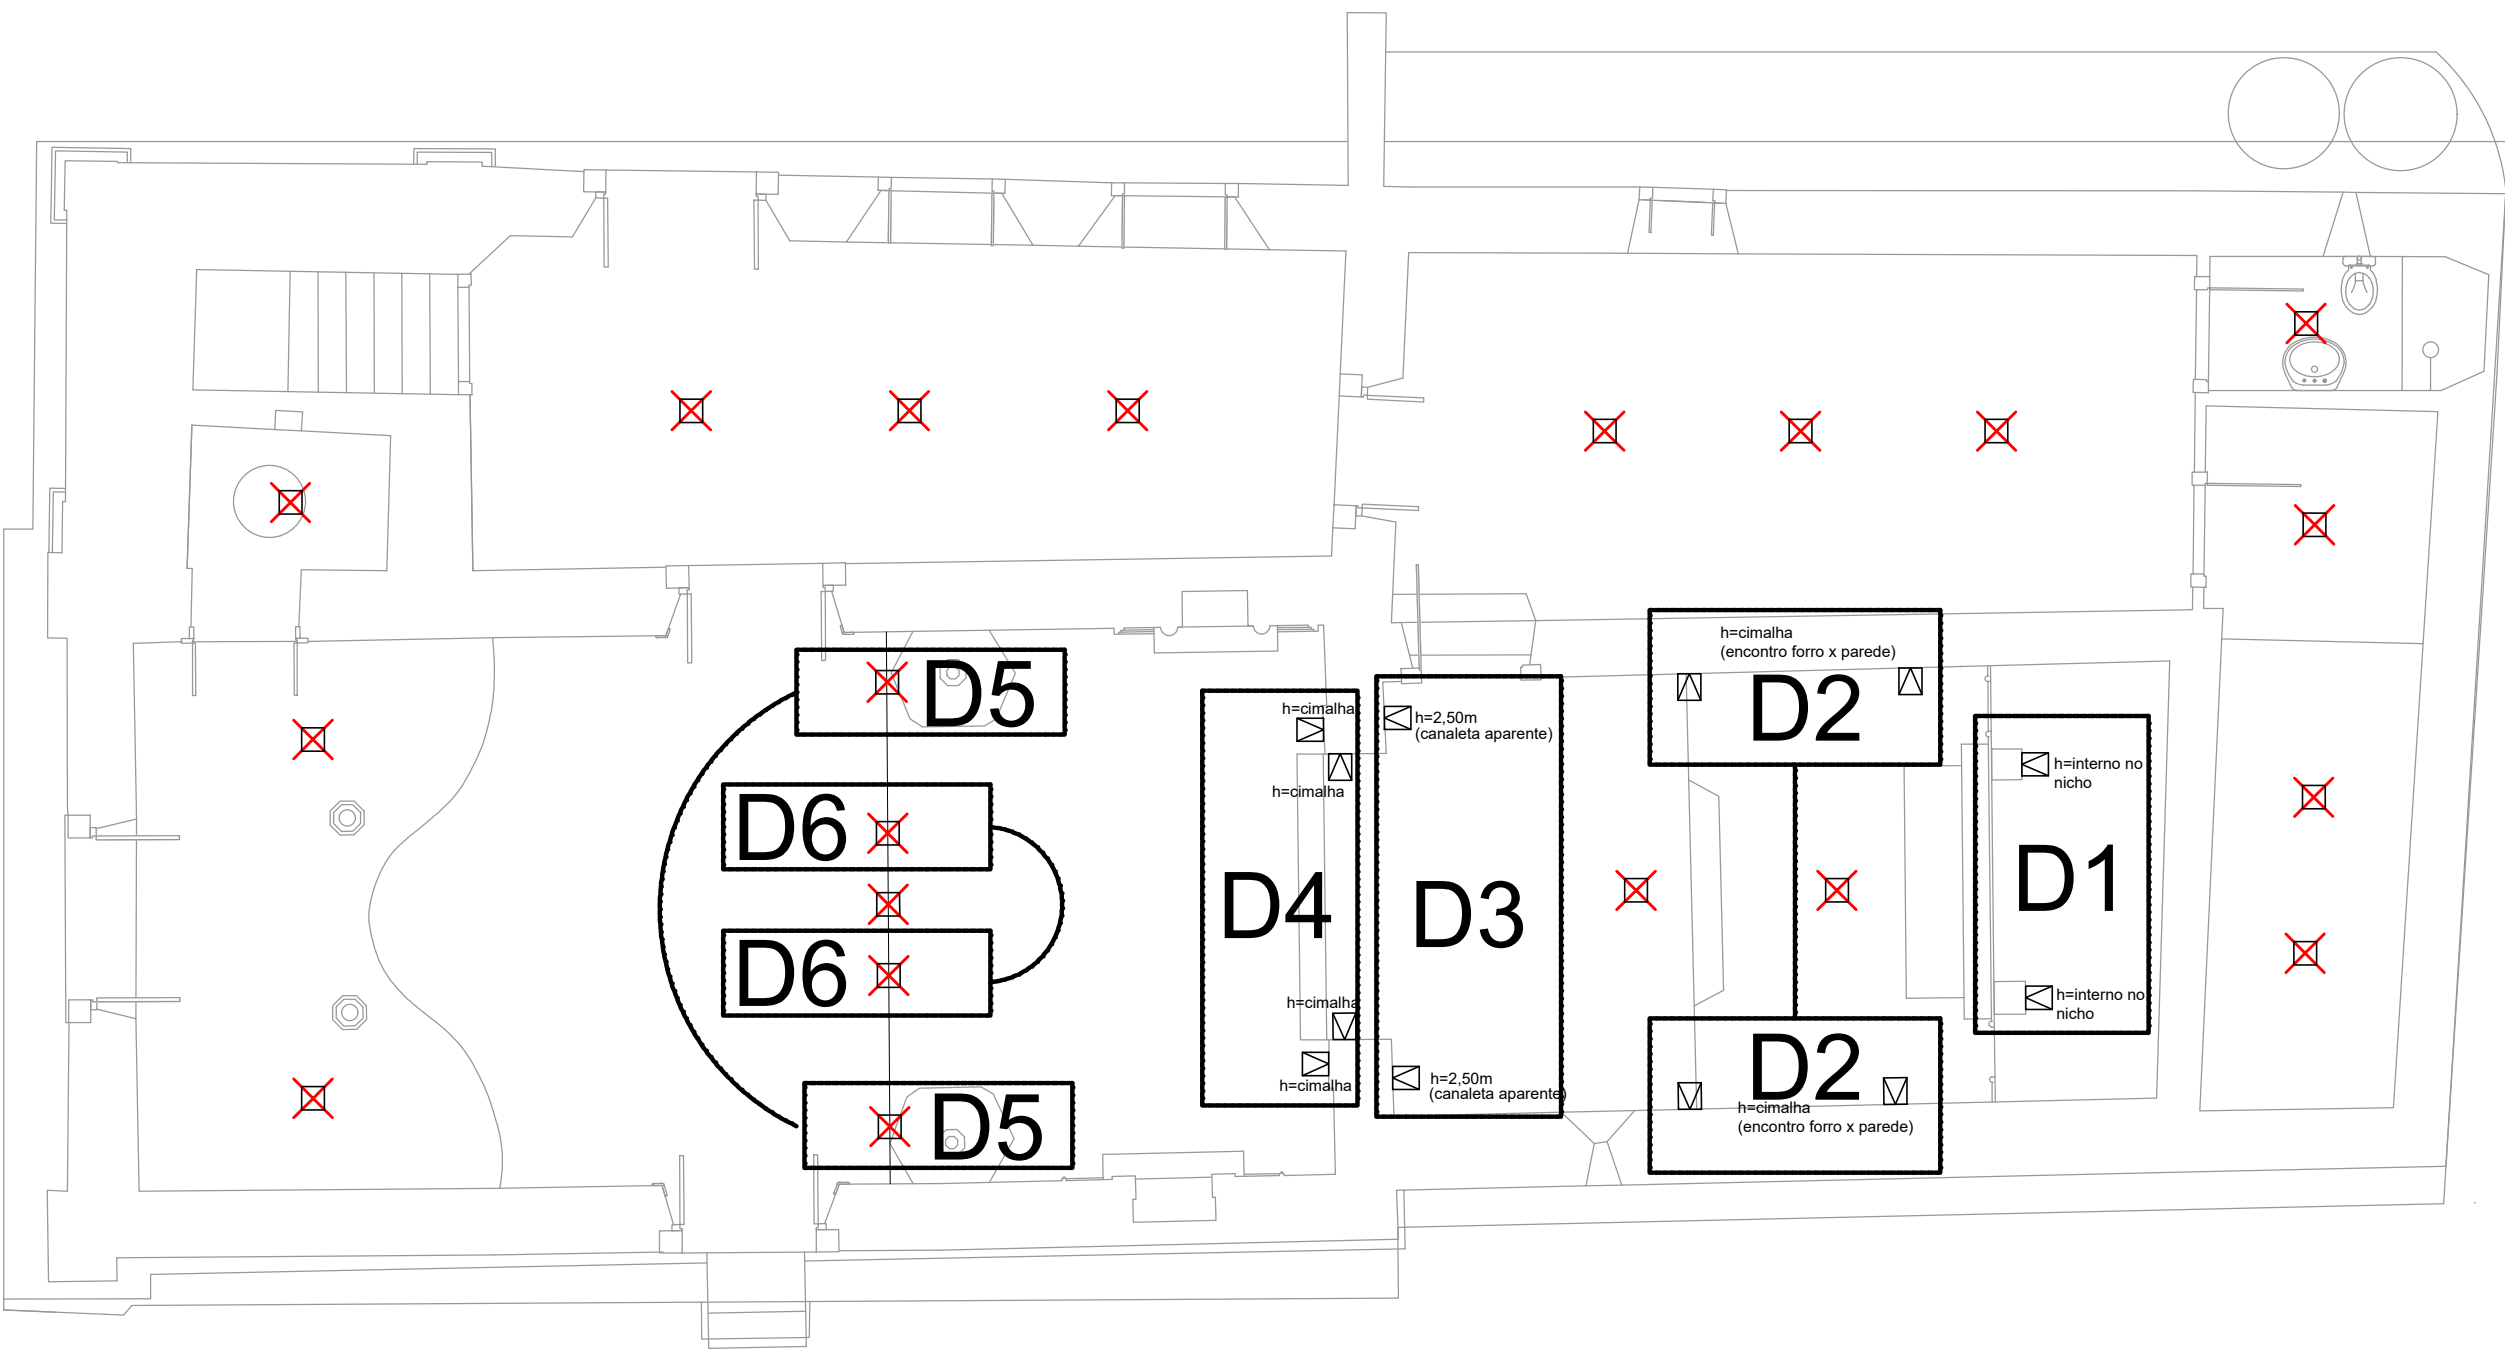 h=cimalha
(encontro forro x parede)
D5
D2
h=cimalha
h=2,50m
(canaleta aparente)
h=interno no
nicho
h=cimalha
D6
D4
D3
D1
D6
h=cimalha
h=interno no
nicho
D2
h=cimalha
(encontro forro x parede)
h=cimalha
h=2,50m
(canaleta aparente)
D5